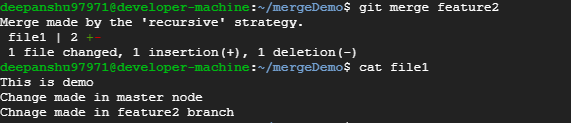 deepanshu97971@developer-machine:~/mergeDemo$ git merge feature2
Merge made by the 'recursive' strategy.
 file1 | 2 +-
 1 file changed, 1 insertion(+), 1 deletion(-)
deepanshu97971@developer-machine:~/mergeDemo$ cat file1
This is demo
Change made in master node
Chnage made in feature2 branch